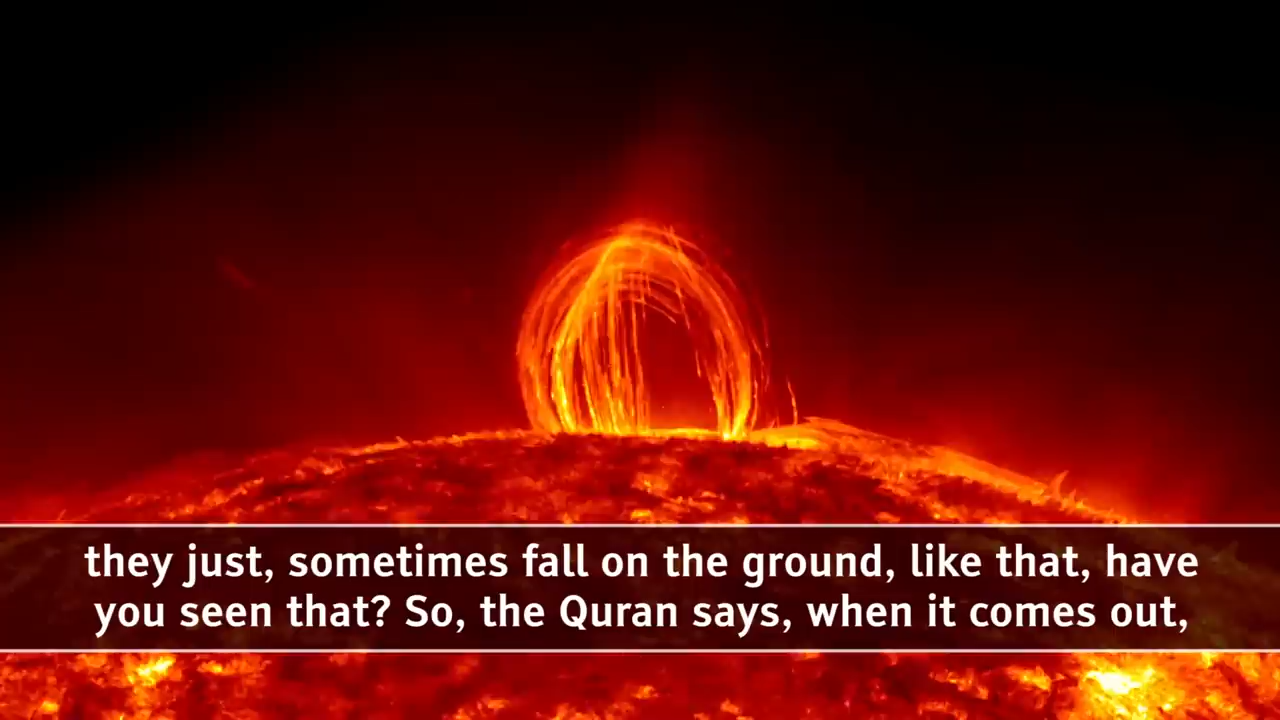 they just, sometimes fall on the ground, like that, have
you seen that? So, the Quran says, when it comes out,